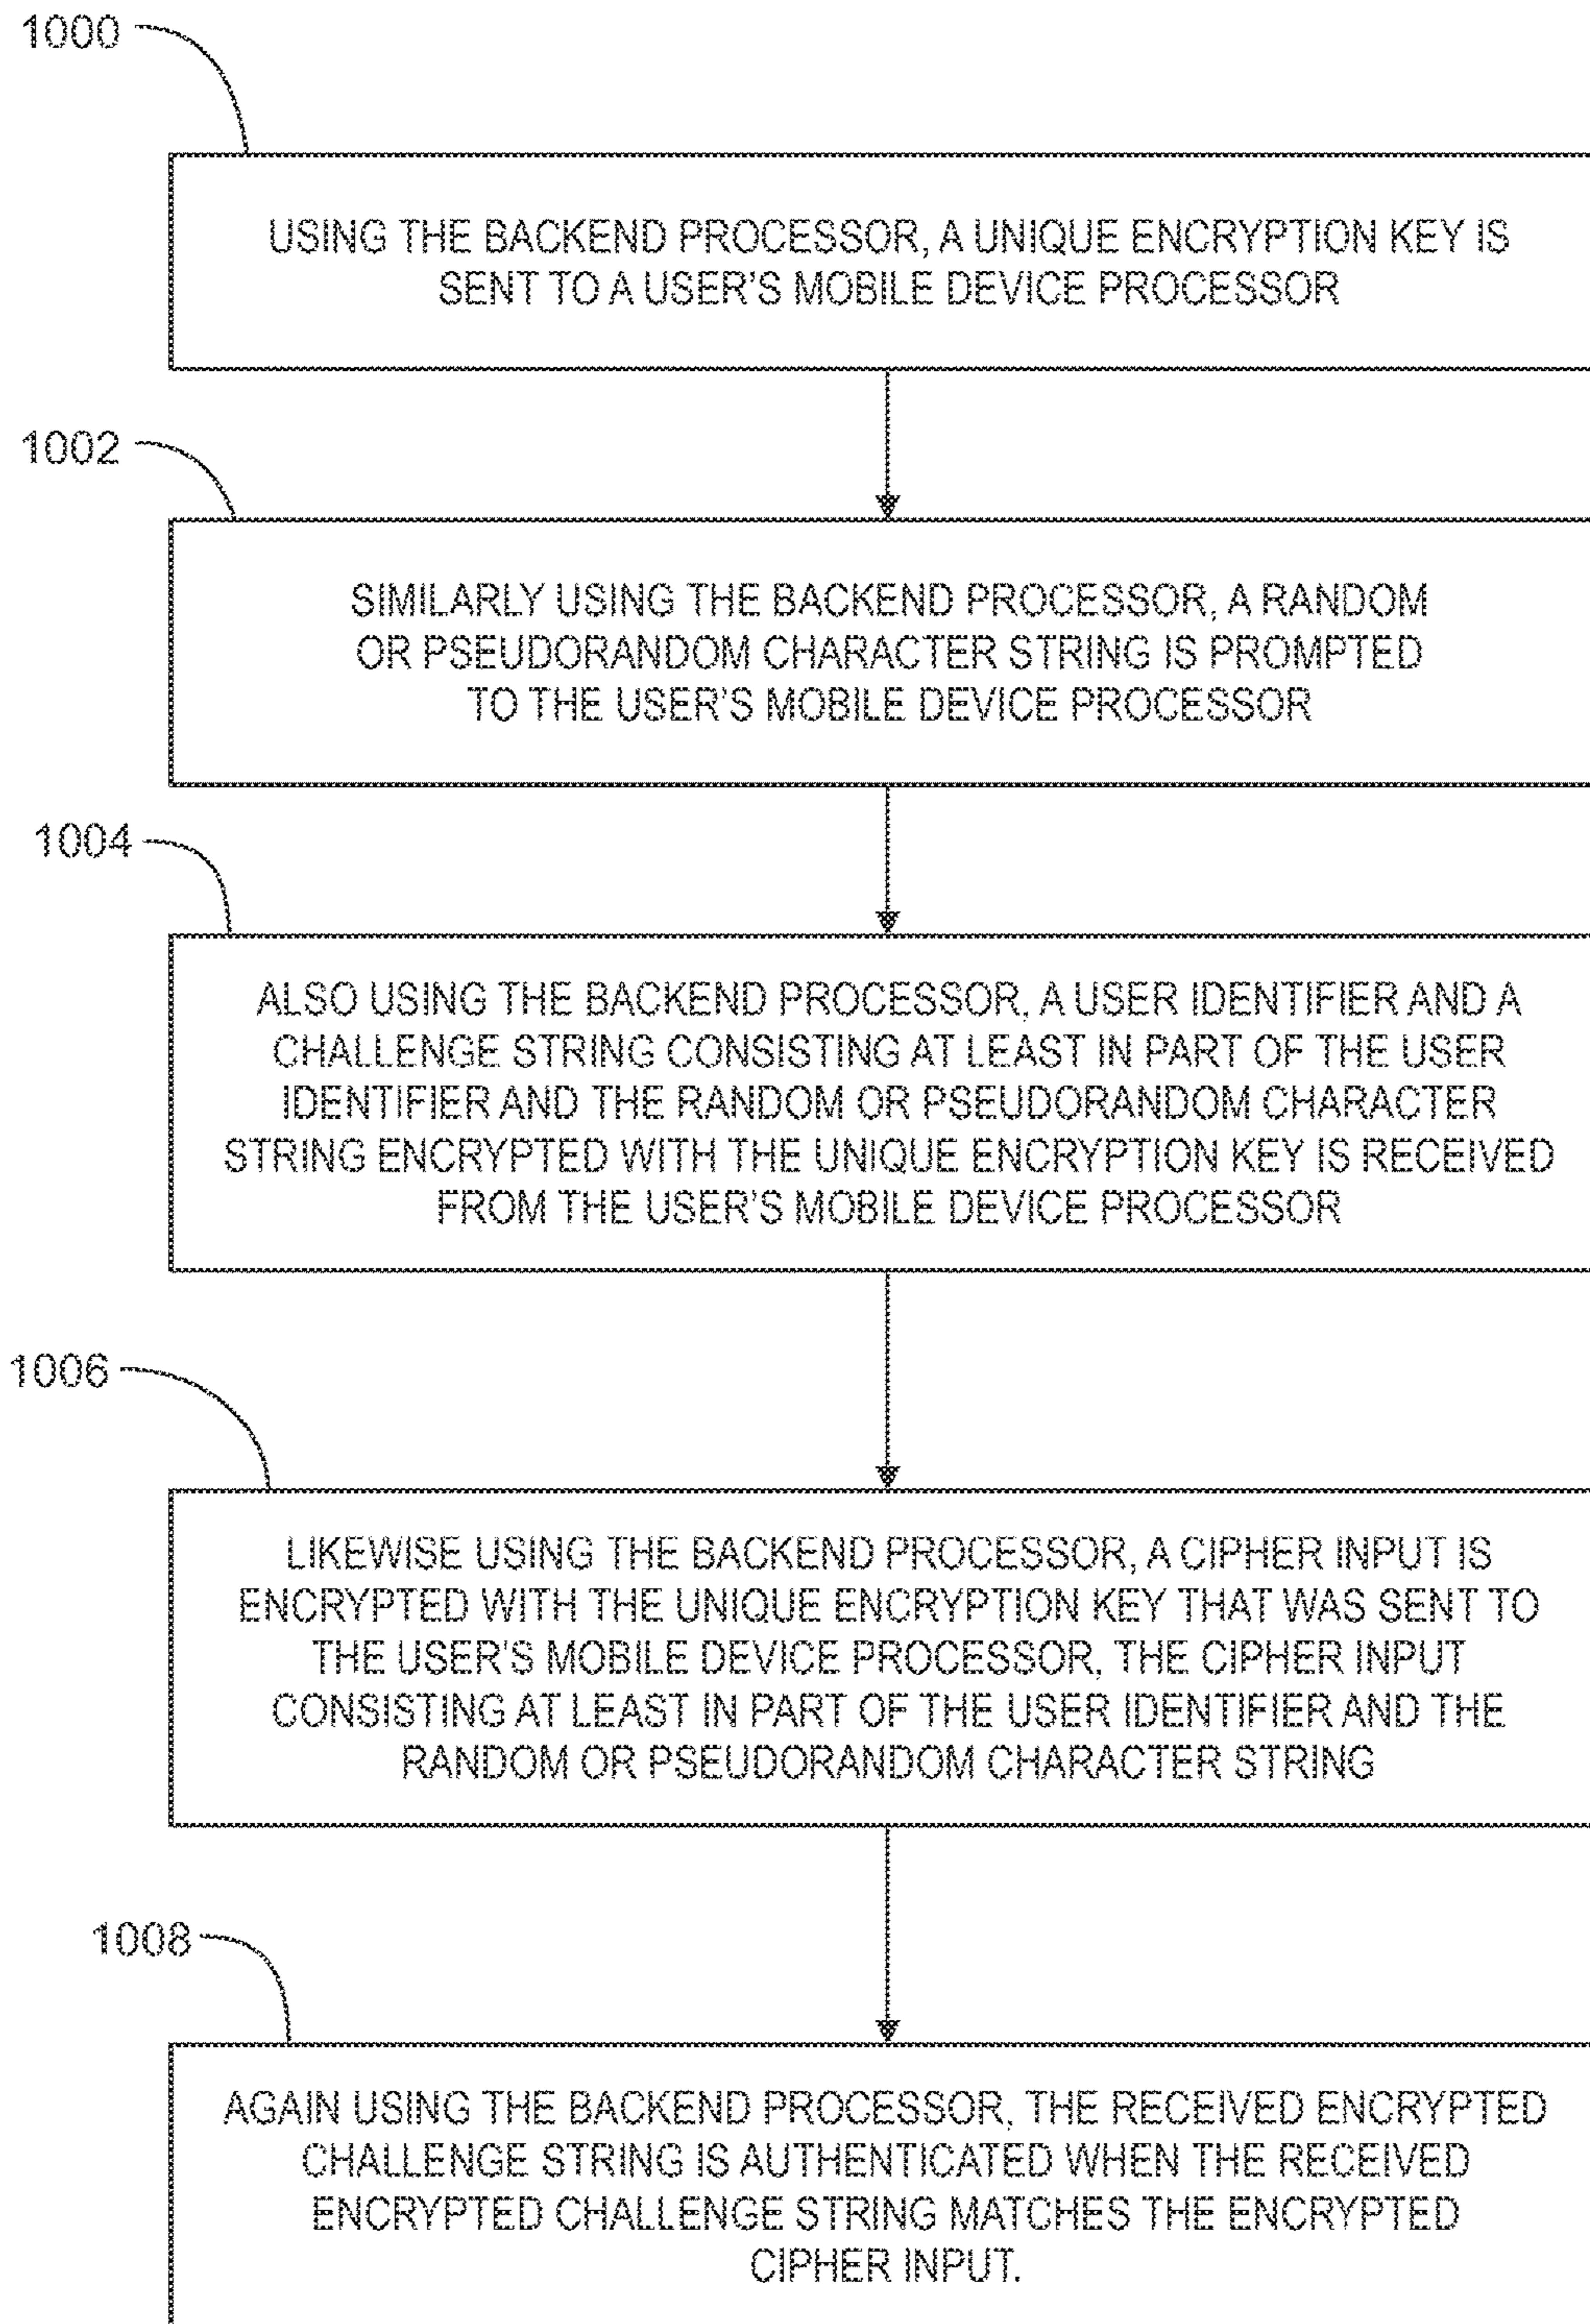 1000
USING THE BACKEND PROCESSOR, A UNIQUE ENCRYPTION KEY IS
SENT TO A USER'S MOBILE DEVICE PROCESSOR
1002
SIMILARLY USING THE BACKEND PROCESSOR, A RANDOM
OR PSEUDORANDOM CHARACTER STRING IS PROMPTED
TO THE USER'S MOBILE DEVICE PROCESSOR
1004
ALSO USING THE BACKEND PROCESSOR, A USER IDENTIFIER AND A
CHALLENGE STRING CONSISTING AT LEAST IN PART OF THE USER
IDENTIFIER AND THE RANDOM OR PSEUDORANDOM CHARACTER
STRING ENCRYPTED WITH THE UNIQUE ENCRYPTION KEY IS RECEIVED
FROM THE USER'S MOBILE DEVICE PROCESSOR
1006
LIKEWISE USING THE BACKEND PROCESSOR, A CIPHER INPUT IS
ENCRYPTED WITH THE UNIQUE ENCRYPTION KEY THAT WAS SENT TO
THE USER'S MOBILE DEVICE PROCESSOR, THE CIPHER INPUT
CONSISTING AT LEAST IN PART OF THE USER IDENTIFIER AND THE
RANDOM OR PSEUDORANDOM CHARACTER STRING
1008
AGAIN USING THE BACKEND PROCESSOR, THE RECEIVED ENCRYPTED
CHALLENGE STRING IS AUTHENTICATED WHEN THE RECEIVED
ENCRYPTED CHALLENGE STRING MATCHES THE ENCRYPTED
CIPHER INPUT.